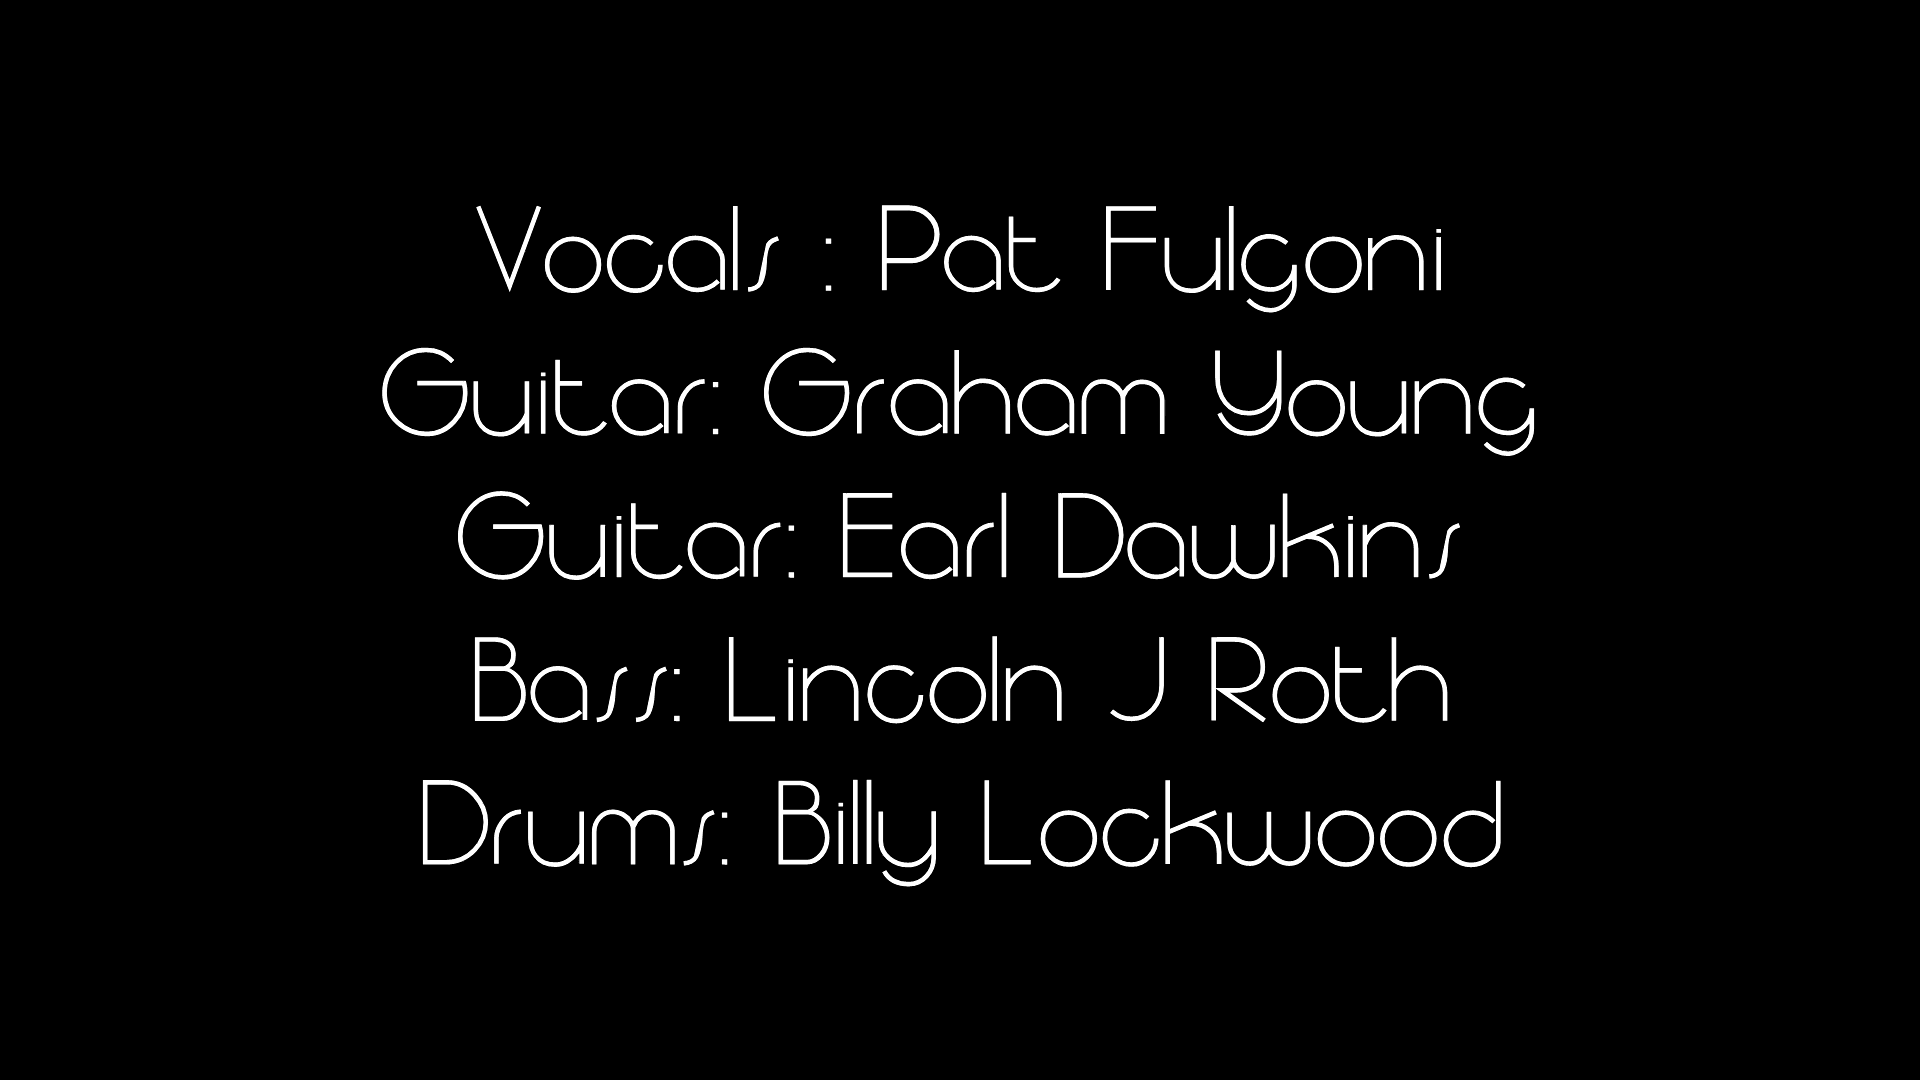 Vocals : Pat Fulgoni
Guitar: Graham Young
Guitar: Earl Dawkins
Bass: Lincoln J Roth
Drums: Billy Lockwood